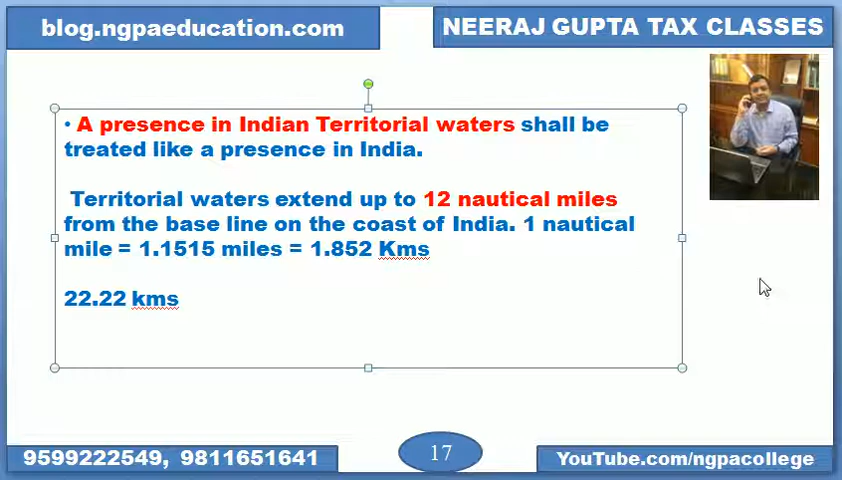 blog.ngpaeducation.com
NEERAJ GUPTA TAX CLASSES
• A presence in Indian Territorial waters shall be
treated like a presence in India.
Territorial waters extend up to 12 nautical miles
from the base line on the coast of India. 1 nautical
mile = 1.1515 miles = 1.852 Kms
22.22 kms
9599222549, 9811651641
17
YouTube.com/ngpacollege